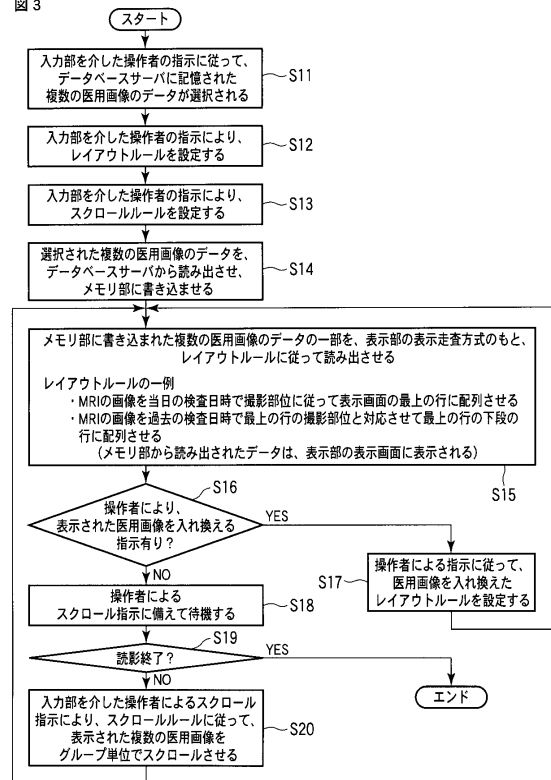 図3
スタート
入力部を介した操作者の指示に従って、
データベースサーバに記憶された
複数の医用画像のデータが選択される
S11
入力部を介した操作者の指示により、
レイアウトルールを設定する
S12
入力部を介した操作者の指示により、
スクロールルールを設定する
S13
選択された複数の医用画像のデータを、
データベースサーバから読み出させ、
メモリ部に書き込ませる
S14
メモリ部に書き込まれた複数の医用画像のデータの一部を、表示部の表示走査方式のもと、
レイアウトルールに従って読み出させる
レイアウトルールの一例
・MRIの画像を当日の検査日時で撮影部位に従って表示画面の最上の行に配列させる
・MRIの画像を過去の検査日時で最上の行の撮影部位と対応させて最上の行の下段の
行に配列させる
(メモリ部から読み出されたデータは、表示部の表示画面に表示される)
S15
S16
操作者により、
表示された医用画像を入れ換える
指示有り?
YES
NO
S17
操作者による指示に従って、
医用画像を入れ換えた
レイアウトルールを設定する
操作者による
スクロール指示に備えて待機する
S18
S19
読影終了?
YES
NO
エンド
入力部を介した操作者によるスクロール
指示により、スクロールルールに従って、
表示された複数の医用画像を
グループ単位でスクロールさせる
S20